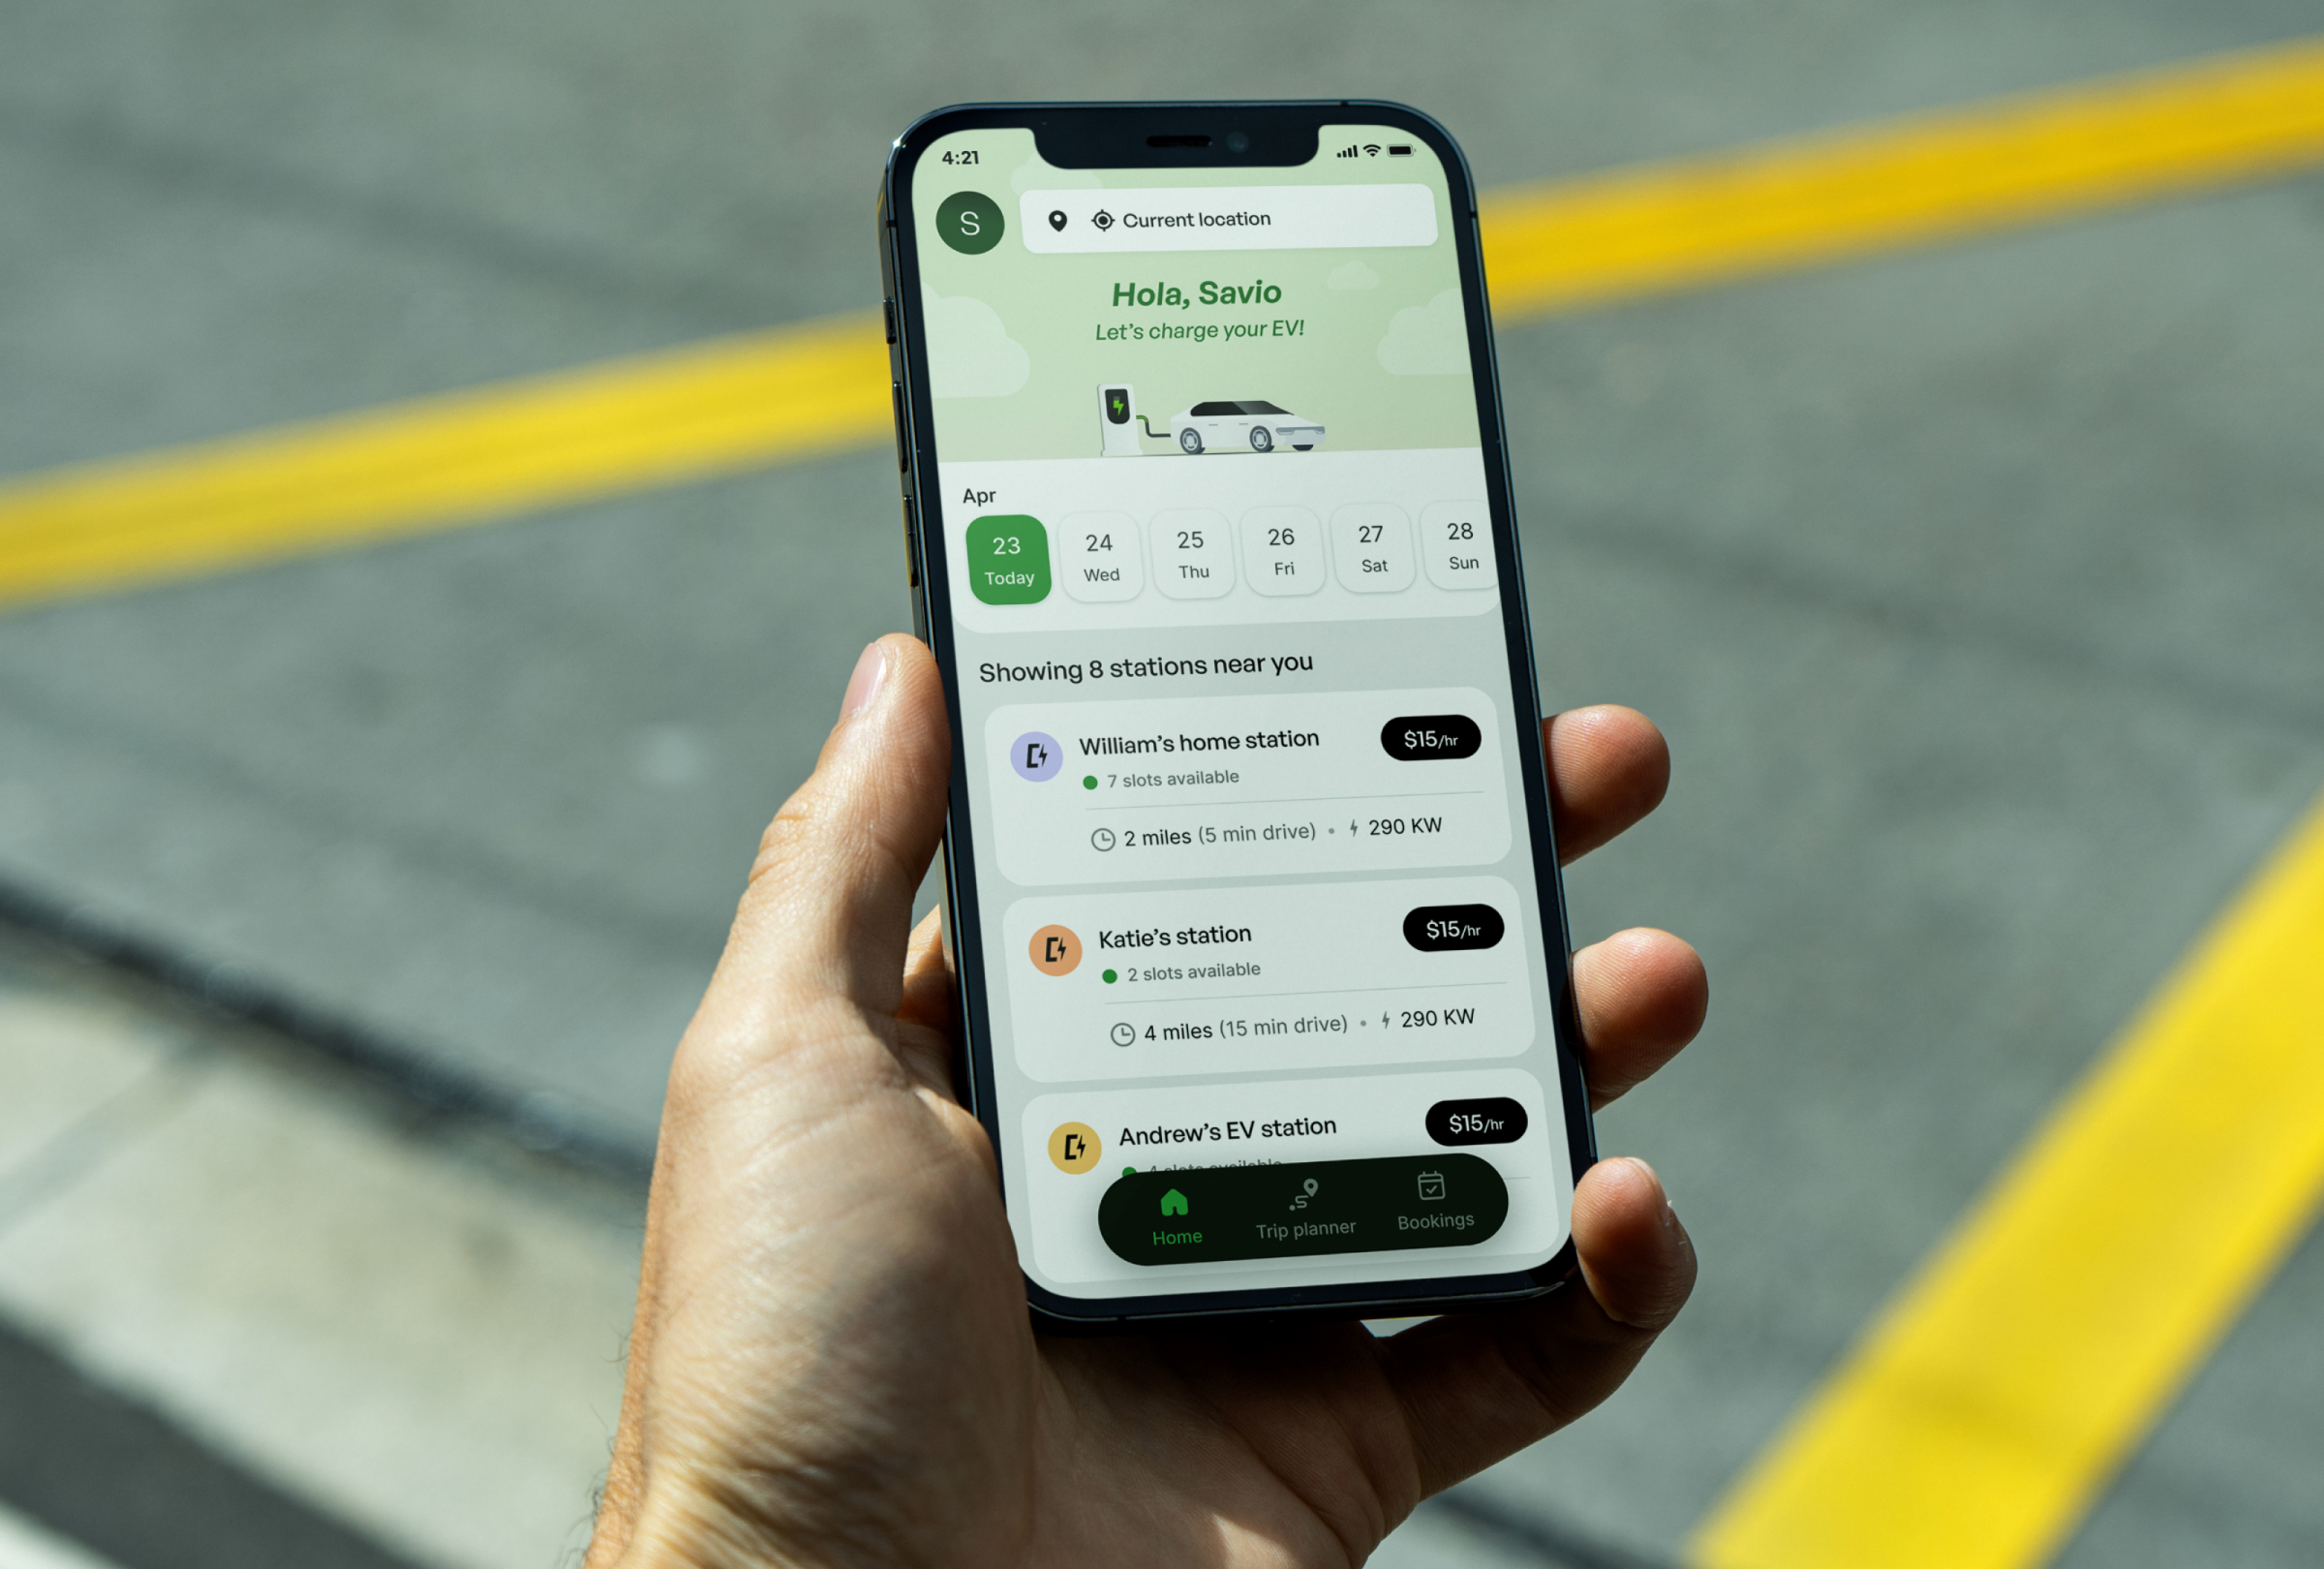 4:21
S
Current location
Hola, Savio
Let's charge your EV!
Apr
23 24 25 26 27 28
Today Wed Thu Fri Sat Sun
Showing 8 stations near you
William's home station $15/hr
7 slots available
2 miles (5 min drive) • 290 KW
Katie's station $15/hr
2 slots available
4 miles (15 min drive) • 290 KW
Andrew's EV station $15/hr
4 slots available
Home Trip planner Bookings